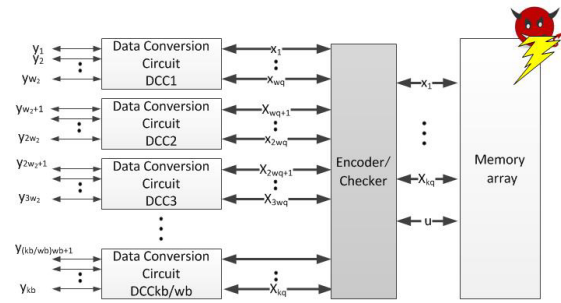 y1
y2
yw2
Data Conversion
Circuit
DCC1
x1
xwq
yw2+1
y2w2
Data Conversion
Circuit
DCC2
Xwq+1
x2wq
y2w2+1
y3w2
Data Conversion
Circuit
DCC3
X2wq+1
X3wq
y(kb/wb)wb+1
ykb
Data Conversion
Circuit
DCCkb/wb
Xkq
Encoder/
Checker
x1
Xkq
u
Memory
array